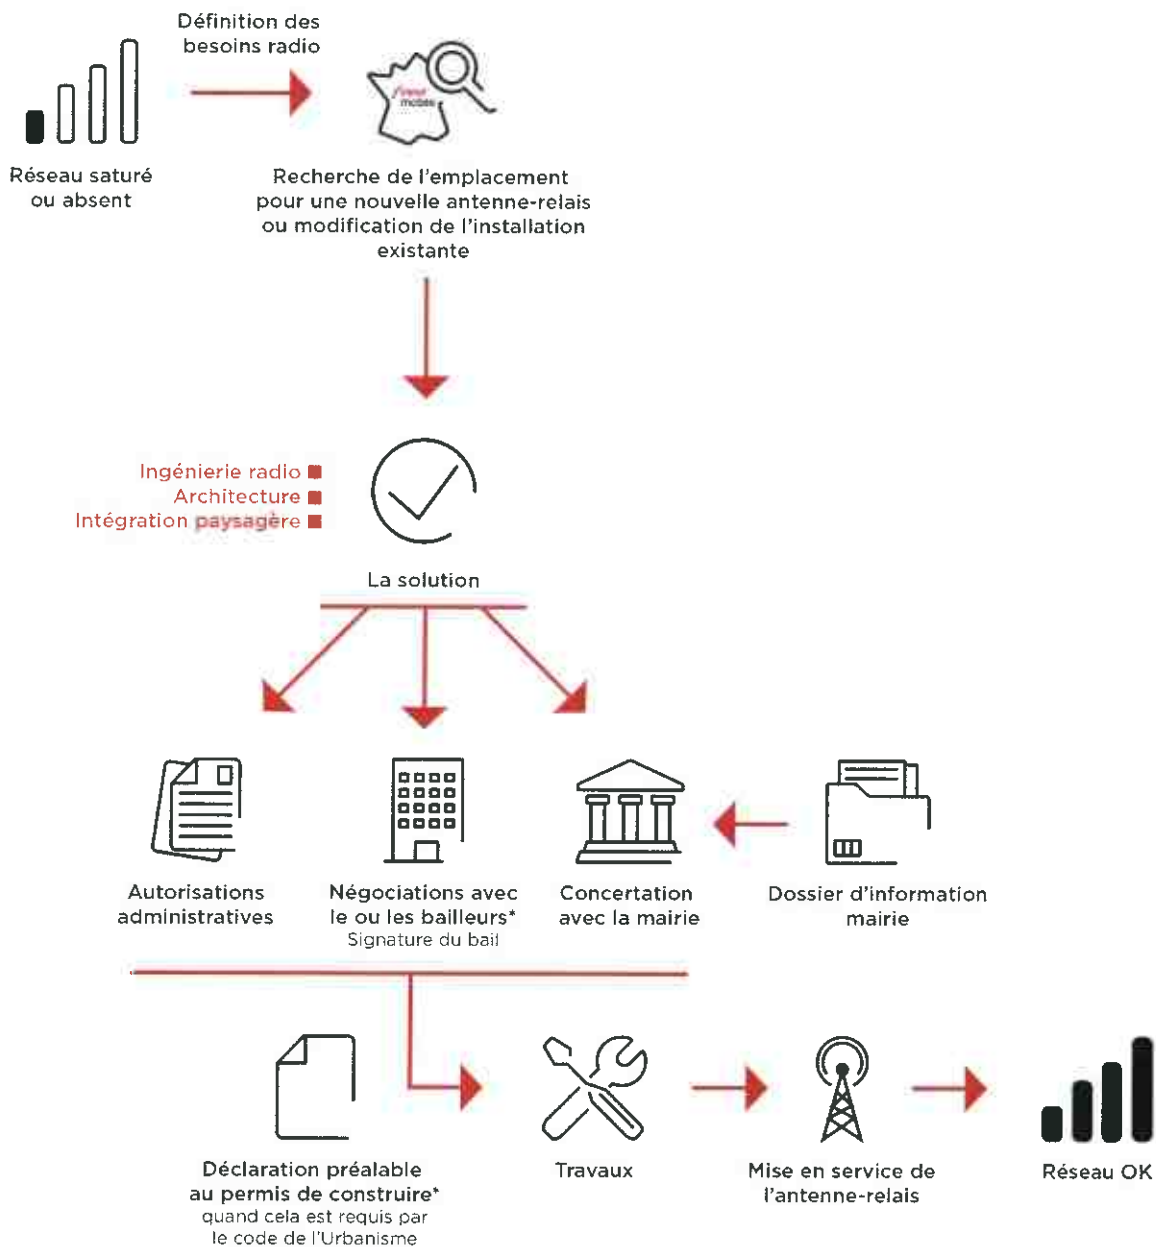 Définition des
besoins radio
free
mobile
Réseau saturé
ou absent
Recherche de l'emplacement
pour une nouvelle antenne-relais
ou modification de l'installation
existante
Ingénierie radio
Architecture
Intégration paysagère
La solution
Autorisations
administratives
Négociations avec
le ou les bailleurs*
Signature du bail
Concertation
avec la mairie
Dossier d'information
mairie
Déclaration préalable
au permis de construire*
quand cela est requis par
le code de l'Urbanisme
Travaux
Mise en service de
l'antenne-relais
Réseau OK